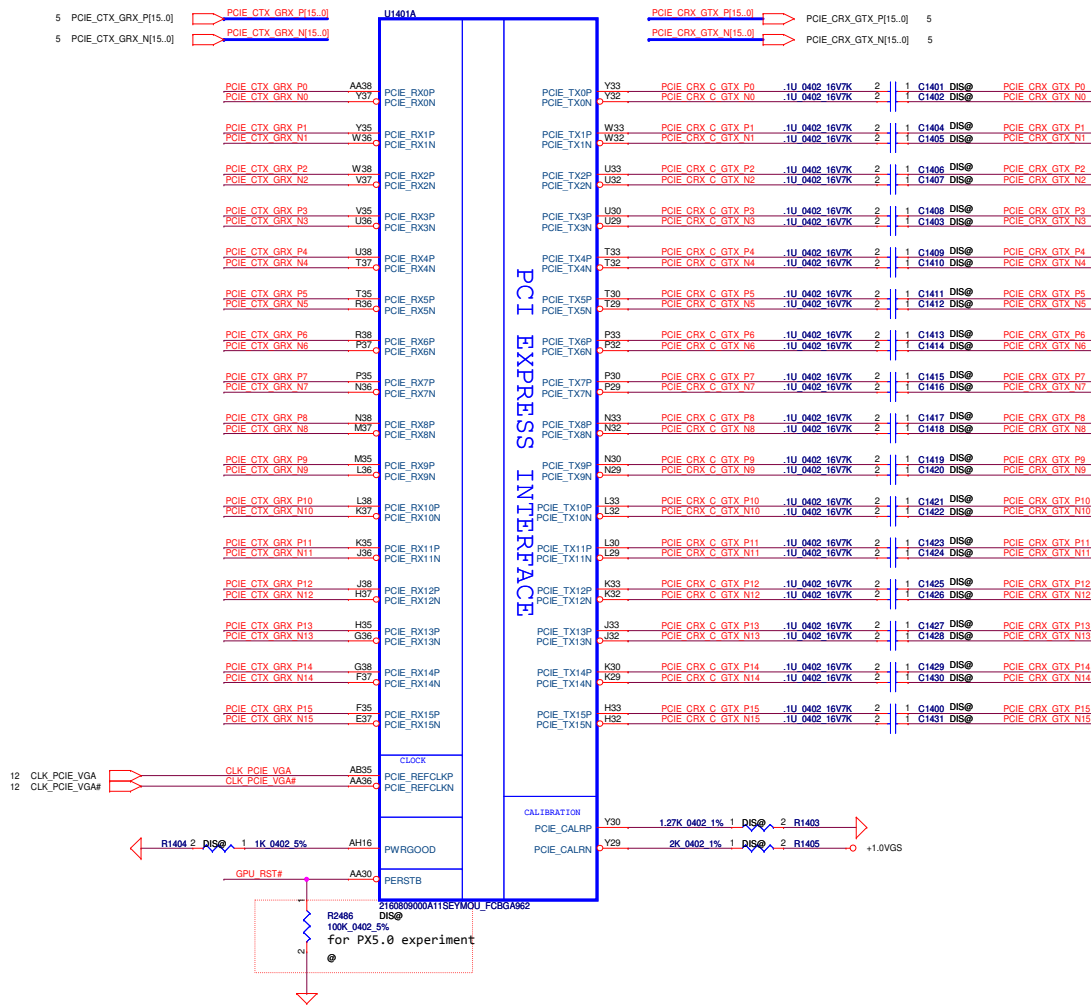 5 PCIE_CTX_GRX_P[15..0] PCIE_CTX_GRX_P[15..0] U1401A PCIE_CRX_GTX_P[15..0] PCIE_CRX_GTX_P[15..0] 5
5 PCIE_CTX_GRX_N[15..0] PCIE_CTX_GRX_N[15..0] PCIE_CRX_GTX_N[15..0] PCIE_CRX_GTX_N[15..0] 5
PCIE_CTX_GRX_P0 AA38 PCIE_RX0P PCIE_TX0P Y33 PCIE_CRX_C_GTX_P0 .1U_0402_16V7K 2 1 C1401 DIS@ PCIE_CRX_GTX_P0
PCIE_CTX_GRX_N0 Y37 PCIE_RX0N PCIE_TX0N Y32 PCIE_CRX_C_GTX_N0 .1U_0402_16V7K 2 1 C1402 DIS@ PCIE_CRX_GTX_N0
PCIE_CTX_GRX_P1 Y35 PCIE_RX1P PCIE_TX1P W33 PCIE_CRX_C_GTX_P1 .1U_0402_16V7K 2 1 C1404 DIS@ PCIE_CRX_GTX_P1
PCIE_CTX_GRX_N1 W36 PCIE_RX1N PCIE_TX1N W32 PCIE_CRX_C_GTX_N1 .1U_0402_16V7K 2 1 C1405 DIS@ PCIE_CRX_GTX_N1
PCIE_CTX_GRX_P2 W38 PCIE_RX2P PCIE_TX2P U33 PCIE_CRX_C_GTX_P2 .1U_0402_16V7K 2 1 C1406 DIS@ PCIE_CRX_GTX_P2
PCIE_CTX_GRX_N2 V37 PCIE_RX2N PCIE_TX2N U32 PCIE_CRX_C_GTX_N2 .1U_0402_16V7K 2 1 C1407 DIS@ PCIE_CRX_GTX_N2
PCIE_CTX_GRX_P3 V35 PCIE_RX3P PCIE_TX3P U30 PCIE_CRX_C_GTX_P3 .1U_0402_16V7K 2 1 C1408 DIS@ PCIE_CRX_GTX_P3
PCIE_CTX_GRX_N3 U36 PCIE_RX3N PCIE_TX3N U29 PCIE_CRX_C_GTX_N3 .1U_0402_16V7K 2 1 C1403 DIS@ PCIE_CRX_GTX_N3
PCIE_CTX_GRX_P4 U38 PCIE_RX4P PCIE_TX4P T33 PCIE_CRX_C_GTX_P4 .1U_0402_16V7K 2 1 C1409 DIS@ PCIE_CRX_GTX_P4
PCIE_CTX_GRX_N4 T37 PCIE_RX4N PCIE_TX4N T32 PCIE_CRX_C_GTX_N4 .1U_0402_16V7K 2 1 C1410 DIS@ PCIE_CRX_GTX_N4
PCIE_CTX_GRX_P5 T35 PCIE_RX5P PCIE_TX5P T30 PCIE_CRX_C_GTX_P5 .1U_0402_16V7K 2 1 C1411 DIS@ PCIE_CRX_GTX_P5
PCIE_CTX_GRX_N5 R36 PCIE_RX5N PCIE_TX5N T29 PCIE_CRX_C_GTX_N5 .1U_0402_16V7K 2 1 C1412 DIS@ PCIE_CRX_GTX_N5
PCIE_CTX_GRX_P6 R38 PCIE_RX6P PCIE_TX6P P33 PCIE_CRX_C_GTX_P6 .1U_0402_16V7K 2 1 C1413 DIS@ PCIE_CRX_GTX_P6
PCIE_CTX_GRX_N6 P37 PCIE_RX6N PCIE_TX6N P32 PCIE_CRX_C_GTX_N6 .1U_0402_16V7K 2 1 C1414 DIS@ PCIE_CRX_GTX_N6
PCIE_CTX_GRX_P7 P35 PCIE_RX7P PCIE_TX7P P30 PCIE_CRX_C_GTX_P7 .1U_0402_16V7K 2 1 C1415 DIS@ PCIE_CRX_GTX_P7
PCIE_CTX_GRX_N7 N36 PCIE_RX7N PCIE_TX7N P29 PCIE_CRX_C_GTX_N7 .1U_0402_16V7K 2 1 C1416 DIS@ PCIE_CRX_GTX_N7
PCIE_CTX_GRX_P8 N38 PCIE_RX8P PCIE_TX8P N33 PCIE_CRX_C_GTX_P8 .1U_0402_16V7K 2 1 C1417 DIS@ PCIE_CRX_GTX_P8
PCIE_CTX_GRX_N8 M37 PCIE_RX8N PCIE_TX8N N32 PCIE_CRX_C_GTX_N8 .1U_0402_16V7K 2 1 C1418 DIS@ PCIE_CRX_GTX_N8
PCIE_CTX_GRX_P9 M35 PCIE_RX9P PCIE_TX9P N30 PCIE_CRX_C_GTX_P9 .1U_0402_16V7K 2 1 C1419 DIS@ PCIE_CRX_GTX_P9
PCIE_CTX_GRX_N9 L36 PCIE_RX9N PCIE_TX9N N29 PCIE_CRX_C_GTX_N9 .1U_0402_16V7K 2 1 C1420 DIS@ PCIE_CRX_GTX_N9
PCIE_CTX_GRX_P10 L38 PCIE_RX10P PCIE_TX10P L33 PCIE_CRX_C_GTX_P10 .1U_0402_16V7K 2 1 C1421 DIS@ PCIE_CRX_GTX_P10
PCIE_CTX_GRX_N10 K37 PCIE_RX10N PCIE_TX10N L32 PCIE_CRX_C_GTX_N10 .1U_0402_16V7K 2 1 C1422 DIS@ PCIE_CRX_GTX_N10
PCIE_CTX_GRX_P11 K35 PCIE_RX11P PCIE_TX11P L30 PCIE_CRX_C_GTX_P11 .1U_0402_16V7K 2 1 C1423 DIS@ PCIE_CRX_GTX_P11
PCIE_CTX_GRX_N11 J36 PCIE_RX11N PCIE_TX11N L29 PCIE_CRX_C_GTX_N11 .1U_0402_16V7K 2 1 C1424 DIS@ PCIE_CRX_GTX_N11
PCIE_CTX_GRX_P12 J38 PCIE_RX12P PCIE_TX12P K33 PCIE_CRX_C_GTX_P12 .1U_0402_16V7K 2 1 C1425 DIS@ PCIE_CRX_GTX_P12
PCIE_CTX_GRX_N12 H37 PCIE_RX12N PCIE_TX12N K32 PCIE_CRX_C_GTX_N12 .1U_0402_16V7K 2 1 C1426 DIS@ PCIE_CRX_GTX_N12
PCIE_CTX_GRX_P13 H35 PCIE_RX13P PCIE_TX13P J33 PCIE_CRX_C_GTX_P13 .1U_0402_16V7K 2 1 C1427 DIS@ PCIE_CRX_GTX_P13
PCIE_CTX_GRX_N13 G36 PCIE_RX13N PCIE_TX13N J32 PCIE_CRX_C_GTX_N13 .1U_0402_16V7K 2 1 C1428 DIS@ PCIE_CRX_GTX_N13
PCIE_CTX_GRX_P14 G38 PCIE_RX14P PCIE_TX14P K30 PCIE_CRX_C_GTX_P14 .1U_0402_16V7K 2 1 C1429 DIS@ PCIE_CRX_GTX_P14
PCIE_CTX_GRX_N14 F37 PCIE_RX14N PCIE_TX14N K29 PCIE_CRX_C_GTX_N14 .1U_0402_16V7K 2 1 C1430 DIS@ PCIE_CRX_GTX_N14
PCIE_CTX_GRX_P15 F35 PCIE_RX15P PCIE_TX15P H33 PCIE_CRX_C_GTX_P15 .1U_0402_16V7K 2 1 C1400 DIS@ PCIE_CRX_GTX_P15
PCIE_CTX_GRX_N15 E37 PCIE_RX15N PCIE_TX15N H32 PCIE_CRX_C_GTX_N15 .1U_0402_16V7K 2 1 C1431 DIS@ PCIE_CRX_GTX_N15
PCI EXPRESS INTERFACE
CLOCK
12 CLK_PCIE_VGA CLK_PCIE_VGA AB35 PCIE_REFCLKP
12 CLK_PCIE_VGA# CLK_PCIE_VGA# AA36 PCIE_REFCLKN
CALIBRATION
PCIE_CALRP Y30 1.27K_0402_1% 1 DIS@ 2 R1403
R1404 2 DIS@ 1 1K_0402_5% AH16 PWRGOOD PCIE_CALRN Y29 2K_0402_1% 1 DIS@ 2 R1405 +1.0VGS
GPU_RST# AA30 PERSTB
2160809000A11SEYMOU_FCBGA962
1 R2486 DIS@
100K_0402_5%
for PX5.0 experiment
2 @